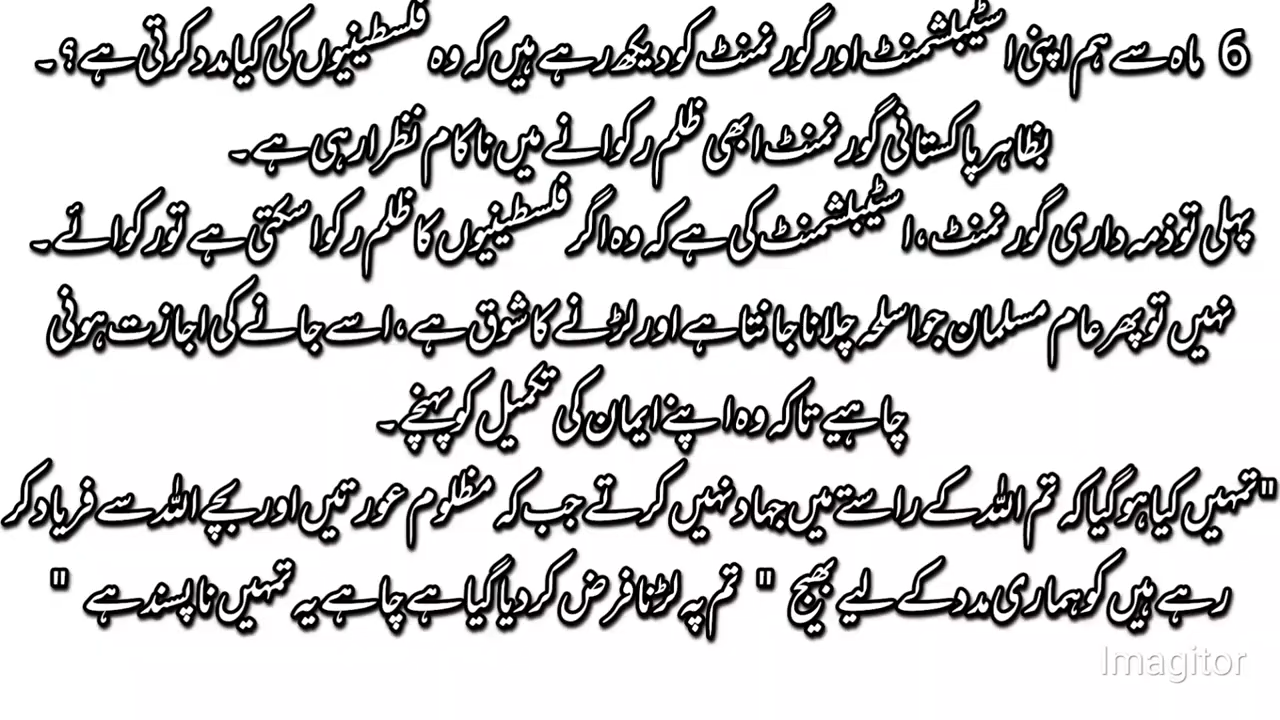 6 ماہ سے ہم اپنی اسٹیبلشمنٹ اور گورنمنٹ کو دیکھ رہے ہیں کہ وہ فلسطینیوں کی کیا مدد کرتی ہے؟۔
بظاہر پاکستانی گورنمنٹ ابھی ظلم رکوانے میں ناکام نظر ارہی ہے۔
پہلی تو ذمہ داری گورنمنٹ، اسٹیبلشمنٹ کی ہے کہ وہ اگر فلسطینیوں کا ظلم رکوا سکتی ہے تو رکوائے۔
نہیں تو پھر عام مسلمان جو اسلحہ چلانا جانتا ہے اور لڑنے کا شوق ہے، اسے جانے کی اجازت ہونی
چاہیے تاکہ وہ اپنے ایمان کی تکمیل کو پہنچے۔
"تمہیں کیا ہو گیا کہ تم اللہ کے راستے میں جہاد نہیں کرتے جب کہ مظلوم عورتیں اور بچے اللہ سے فریاد کر
رہے ہیں کو ہماری مدد کے لیے بھیج " تم پہ لڑنا فرض کر دیا گیا ہے چاہے یہ تمہیں ناپسند ہے "
Imagitor